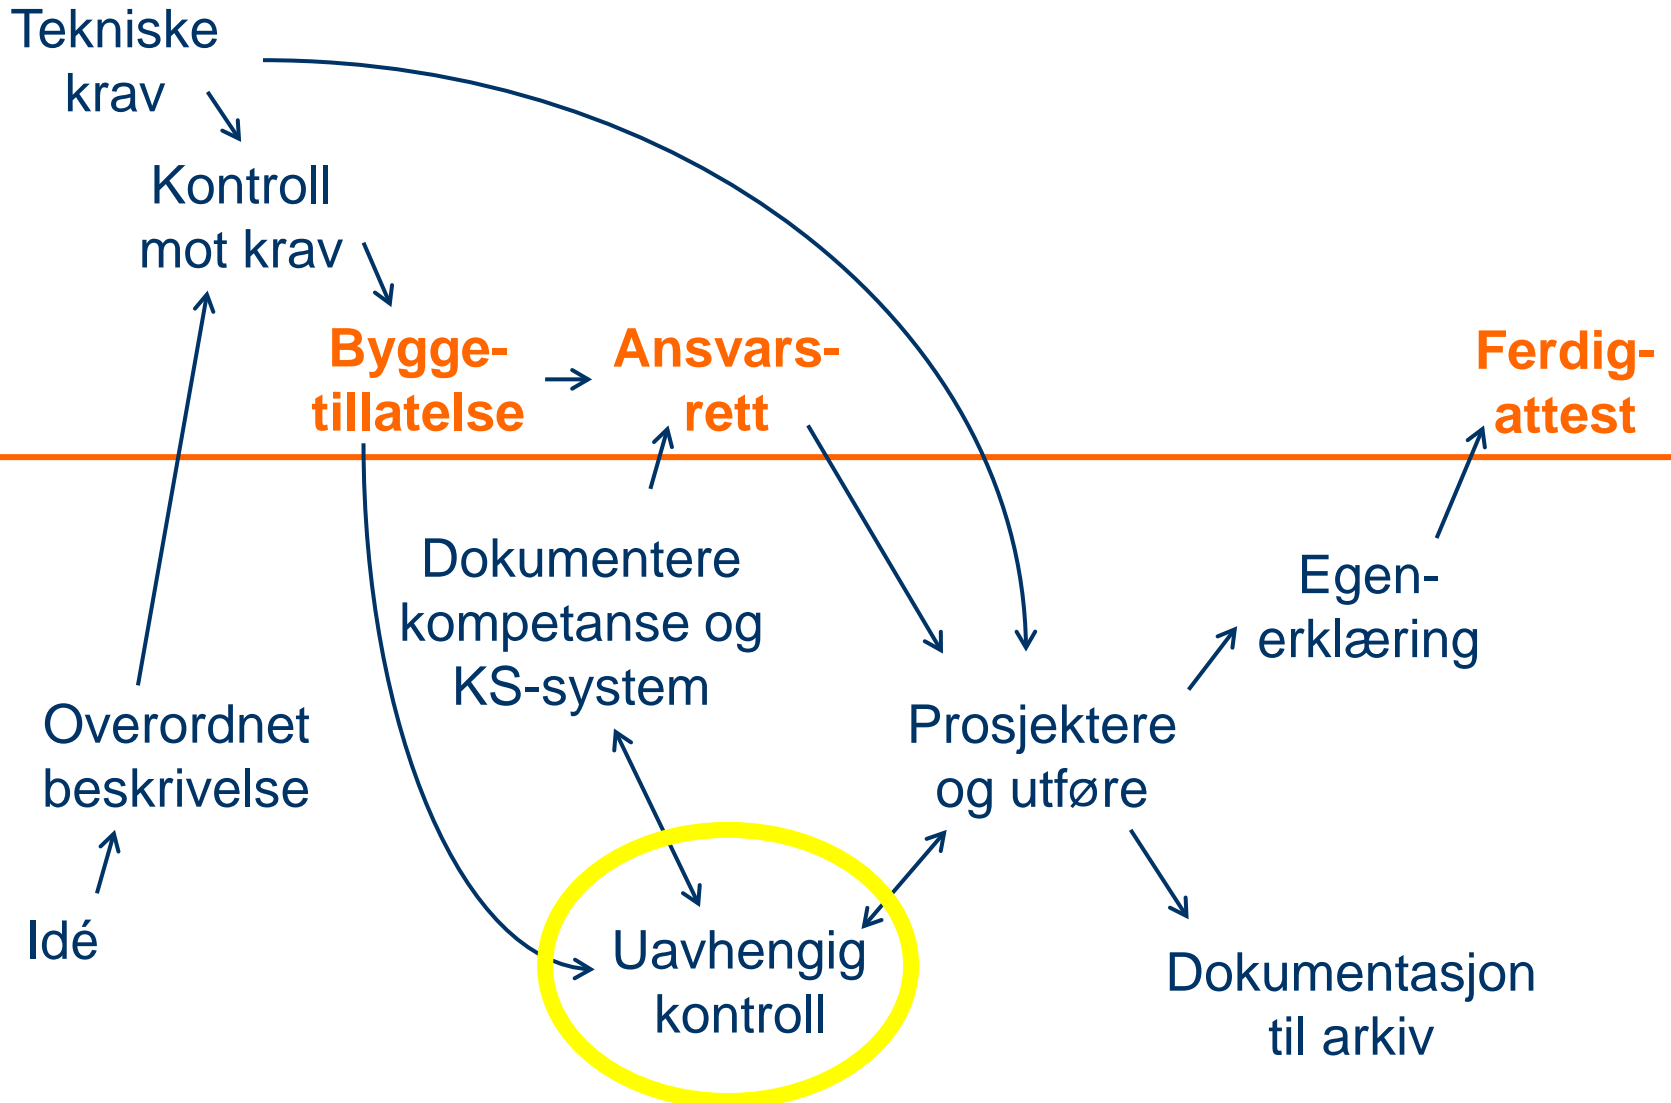 Tekniske
krav
Kontroll
mot krav
Bygge-
tillatelse
Ansvars-
rett
Ferdig-
attest
Dokumentere
kompetanse og
KS-system
Egen-
erklæring
Overordnet
beskrivelse
Prosjektere
og utføre
Idé
Uavhengig
kontroll
Dokumentasjon
til arkiv